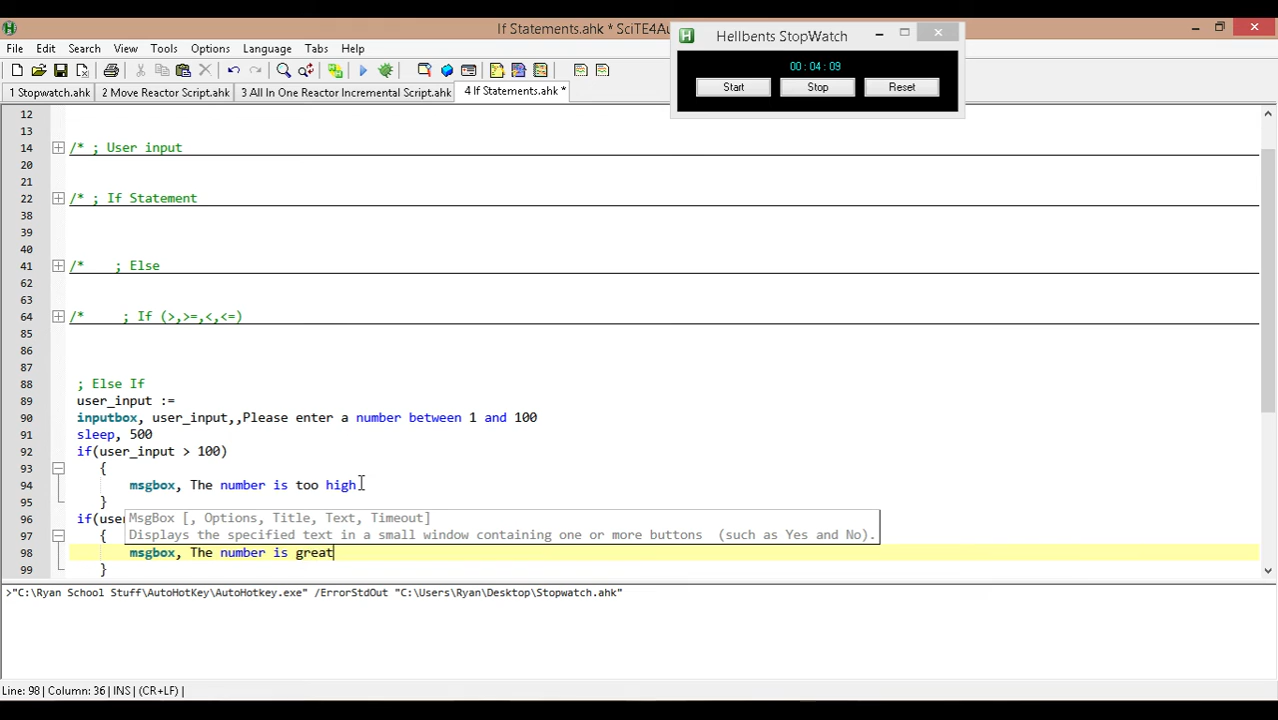 If Statements.ahk * SciTE4Au
Hellbents StopWatch
File Edit Search View Tools Options Language Tabs Help
00 : 04 : 09
Start Stop Reset
1 Stopwatch.ahk 2 Move Reactor Script.ahk 3 All In One Reactor Incremental Script.ahk 4 If Statements.ahk *
12
13
14 /* ; User input
20
21
22 /* ; If Statement
38
39
40
41 /* ; Else
62
63
64 /* ; If (>,>=,<,<=)
85
86
87
88 ; Else If
89 user_input :=
90 inputbox, user_input,,Please enter a number between 1 and 100
91 sleep, 500
92 if(user_input > 100)
93 {
94 msgbox, The number is too high
95 }
96 if(use
MsgBox [, Options, Title, Text, Timeout]
Displays the specified text in a small window containing one or more buttons (such as Yes and No).
97 {
98 msgbox, The number is great
99 }
>"C:\Ryan School Stuff\AutoHotKey\AutoHotkey.exe" /ErrorStdOut "C:\Users\Ryan\Desktop\Stopwatch.ahk"
Line: 98 | Column: 36 | INS | (CR+LF) |